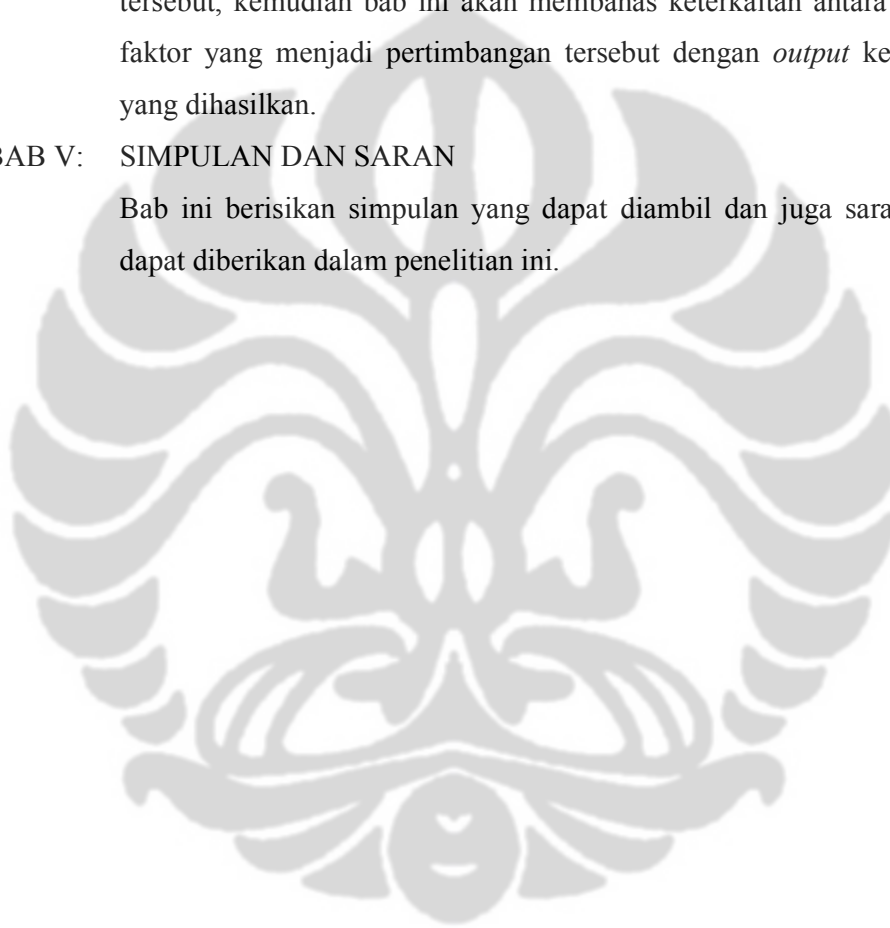 tersebut, kemudian bab ini akan membahas keterkaitan antara
faktor yang menjadi pertimbangan tersebut dengan output ke
yang dihasilkan.
BAB V: SIMPULAN DAN SARAN
Bab ini berisikan simpulan yang dapat diambil dan juga sara
dapat diberikan dalam penelitian ini.